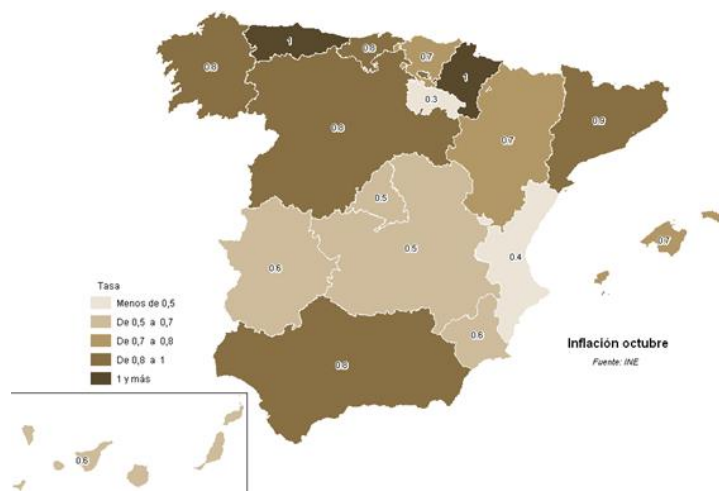 1
0.8
0.7
1
0.8
0.3
0.9
0.8
0.7
0.5
0.7
0.5
0.4
0.6
Tasa
Menos de 0,5
De 0,5 a 0,7
De 0,7 a 0,8
De 0,8 a 1
1 y más
0.6
Inflación octubre
Fuente: INE
0.8
0.6